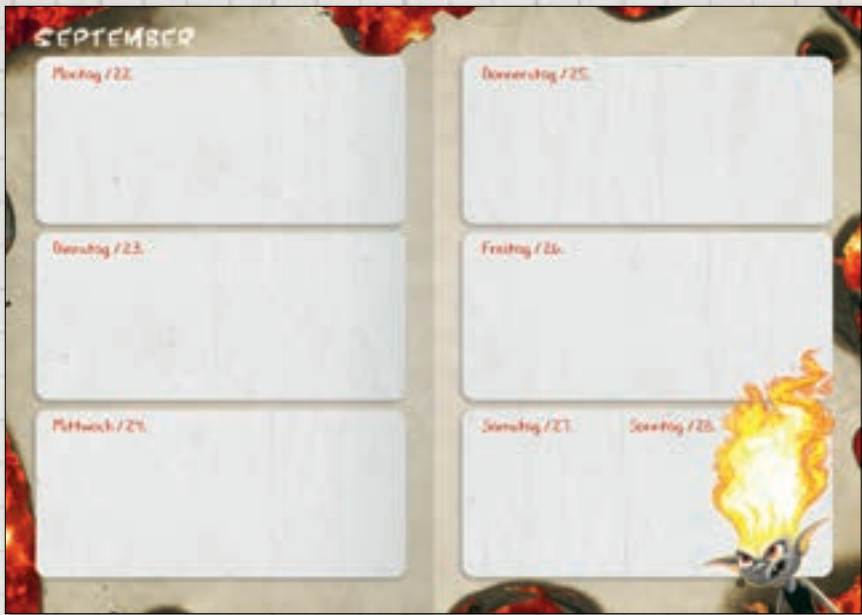 SEPTEMBER
Montag / 22.
Dienstag / 23.
Mittwoch / 24.
Donnerstag / 25.
Freitag / 26.
Samstag / 27.
Sonntag / 28.